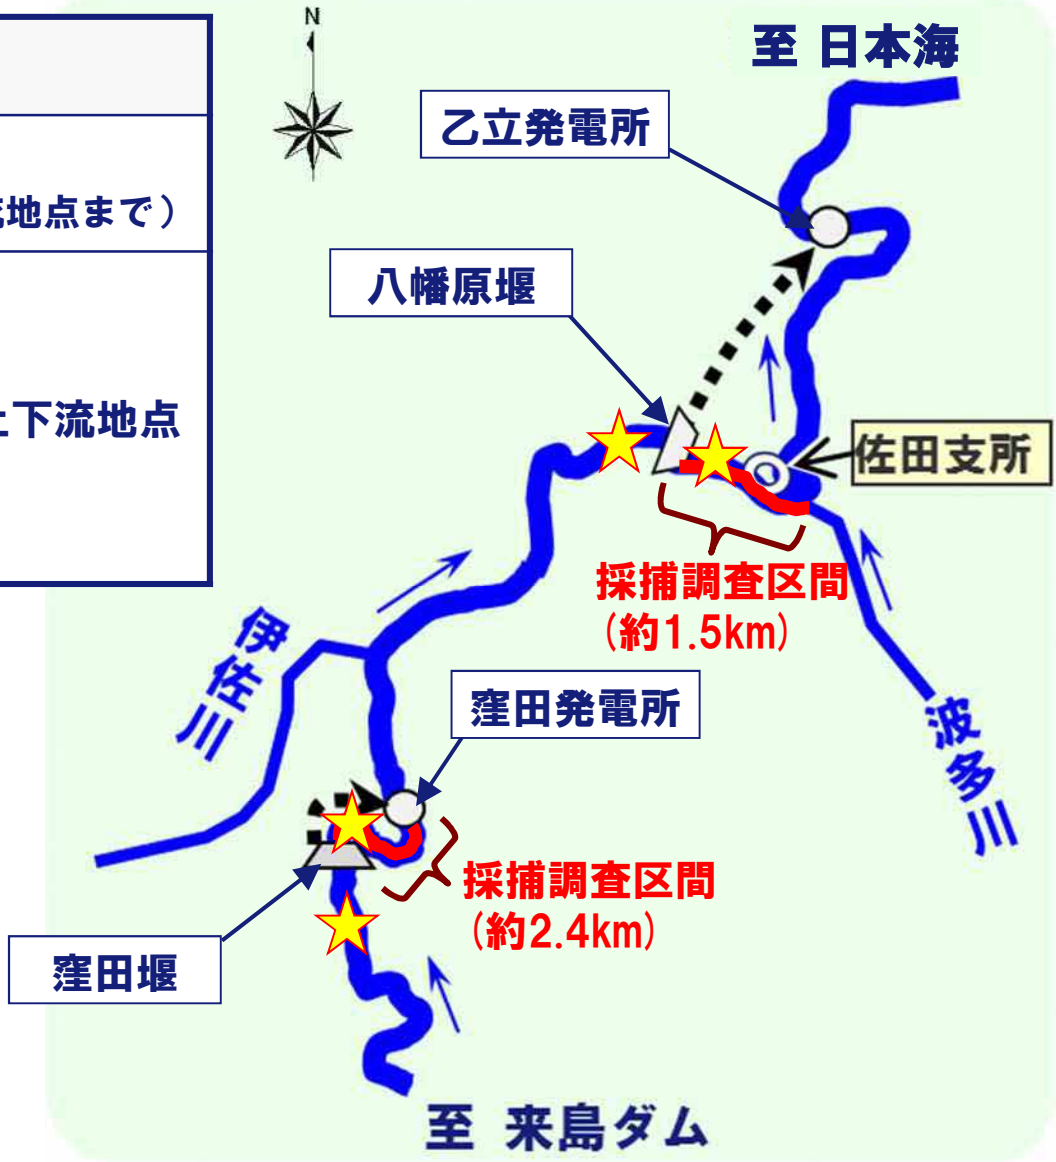 N
至 日本海
乙立発電所
流地点まで）
八幡原堰
上下流地点
佐田支所
採捕調査区間
(約1.5km)
伊佐川
窪田発電所
波多川
採捕調査区間
(約2.4km)
窪田堰
至 来島ダム